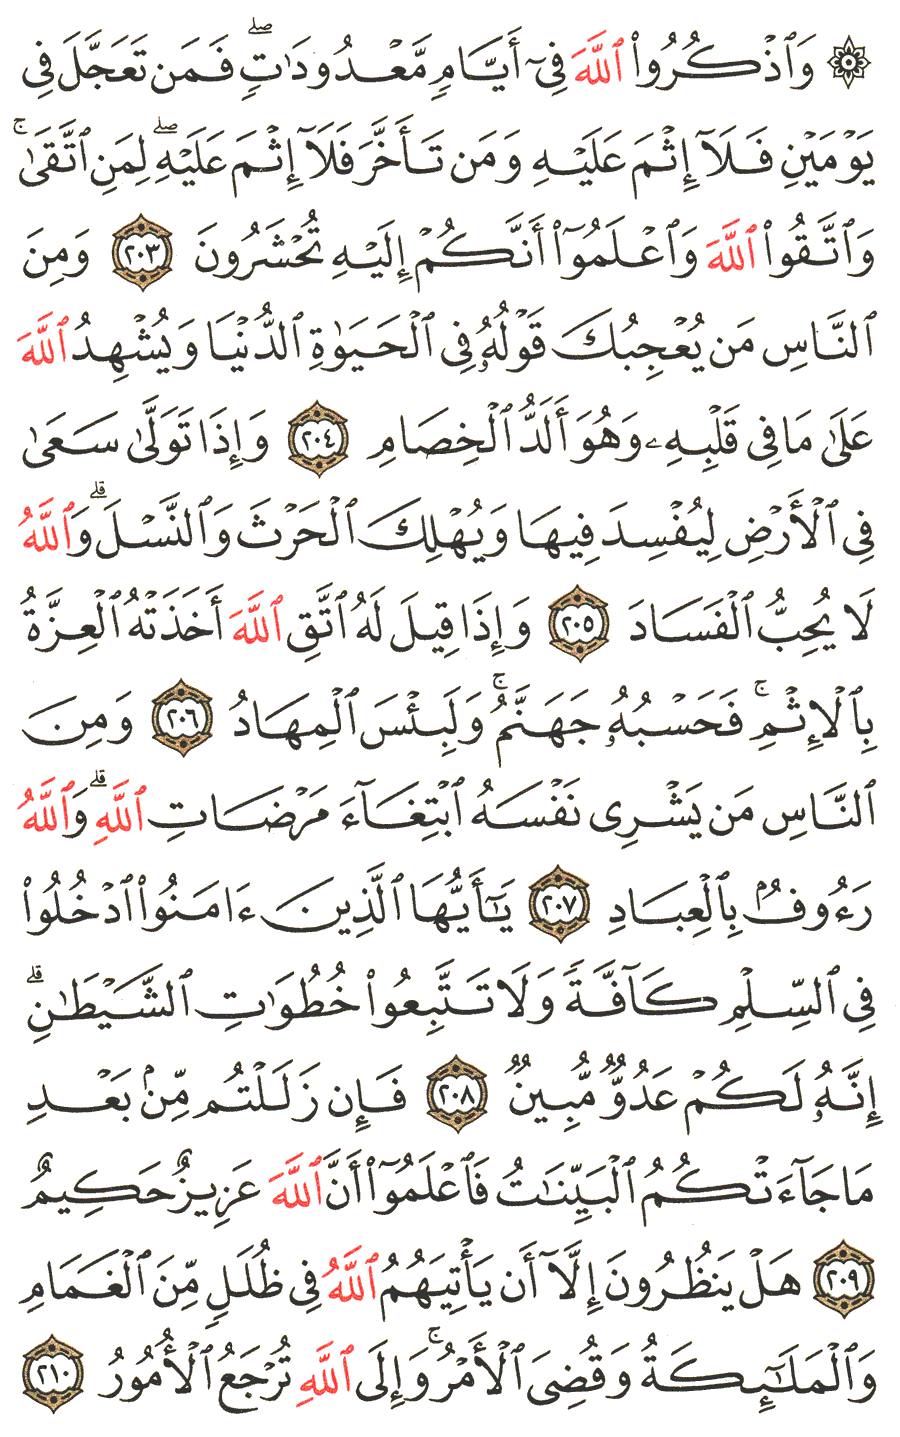 ۞ وَٱذْكُرُوا۟ ٱللَّهَ فِىٓ أَيَّامٍ مَّعْدُودَٰتٍ ۖ فَمَن تَعَجَّلَ فِى
يَوْمَيْنِ فَلَآ إِثْمَ عَلَيْهِ وَمَن تَأَخَّرَ فَلَآ إِثْمَ عَلَيْهِ ۖ لِمَنِ ٱتَّقَىٰ ۗ
وَٱتَّقُوا۟ ٱللَّهَ وَٱعْلَمُوٓا۟ أَنَّكُمْ إِلَيْهِ تُحْشَرُونَ ٢٠٣ وَمِنَ
ٱلنَّاسِ مَن يُعْجِبُكَ قَوْلُهُۥ فِى ٱلْحَيَوٰةِ ٱلدُّنْيَا وَيُشْهِدُ ٱللَّهَ
عَلَىٰ مَا فِى قَلْبِهِۦ وَهُوَ أَلَدُّ ٱلْخِصَامِ ٢٠٤ وَإِذَا تَوَلَّىٰ سَعَىٰ
فِى ٱلْأَرْضِ لِيُفْسِدَ فِيهَا وَيُهْلِكَ ٱلْحَرْثَ وَٱلنَّسْلَ ۗ وَٱللَّهُ
لَا يُحِبُّ ٱلْفَسَادَ ٢٠٥ وَإِذَا قِيلَ لَهُ ٱتَّقِ ٱللَّهَ أَخَذَتْهُ ٱلْعِزَّةُ
بِٱلْإِثْمِ ۚ فَحَسْبُهُۥ جَهَنَّمُ ۚ وَلَبِئْسَ ٱلْمِهَادُ ٢٠٦ وَمِنَ
ٱلنَّاسِ مَن يَشْرِى نَفْسَهُ ٱبْتِغَآءَ مَرْضَاتِ ٱللَّهِ ۗ وَٱللَّهُ
رَءُوفٌۢ بِٱلْعِبَادِ ٢٠٧ يَٰٓأَيُّهَا ٱلَّذِينَ ءَامَنُوا۟ ٱدْخُلُوا۟
فِى ٱلسِّلْمِ كَآفَّةً وَلَا تَتَّبِعُوا۟ خُطُوَٰتِ ٱلشَّيْطَٰنِ ۗ
إِنَّهُۥ لَكُمْ عَدُوٌّ مُّبِينٌ ٢٠٨ فَإِن زَلَلْتُم مِّنۢ بَعْدِ
مَا جَآءَتْكُمُ ٱلْبَيِّنَٰتُ فَٱعْلَمُوٓا۟ أَنَّ ٱللَّهَ عَزِيزٌ حَكِيمٌ
٢٠٩ هَلْ يَنظُرُونَ إِلَّآ أَن يَأْتِيَهُمُ ٱللَّهُ فِى ظُلَلٍ مِّنَ ٱلْغَمَامِ
وَٱلْمَلَٰٓئِكَةُ وَقُضِىَ ٱلْأَمْرُ ۚ وَإِلَى ٱللَّهِ تُرْجَعُ ٱلْأُمُورُ ٢١٠